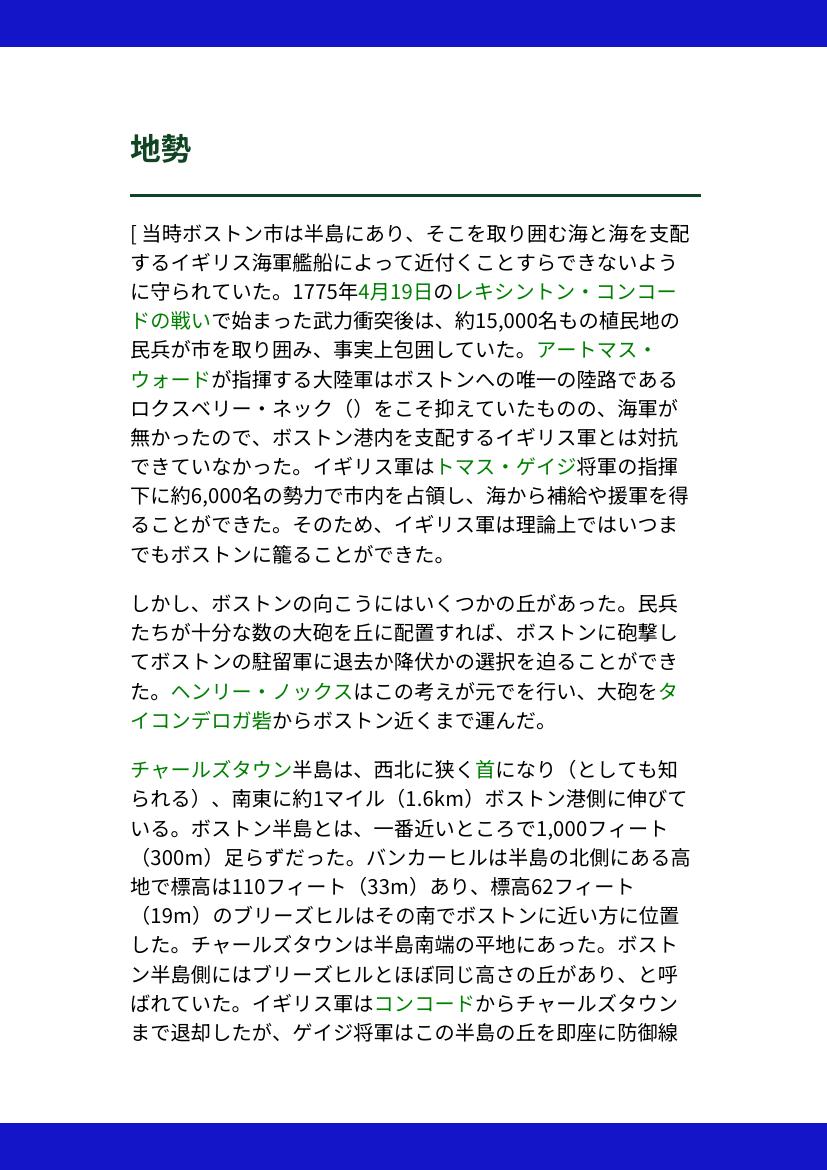 地勢
[ 当時ボストン市は半島にあり、そこを取り囲む海と海を支配
するイギリス海軍艦船によって近付くことすらできないよう
に守られていた。1775年4月19日のレキシントン・コンコー
ドの戦いで始まった武力衝突後は、約15,000名もの植民地の
民兵が市を取り囲み、事実上包囲していた。アートマス・
ウォードが指揮する大陸軍はボストンへの唯一の陸路である
ロクスベリー・ネック（）をこそ抑えていたものの、海軍が
無かったので、ボストン港内を支配するイギリス軍とは対抗
できていなかった。イギリス軍はトマス・ゲイジ将軍の指揮
下に約6,000名の勢力で市内を占領し、海から補給や援軍を得
ることができた。そのため、イギリス軍は理論上ではいつま
でもボストンに籠ることができた。
しかし、ボストンの向こうにはいくつかの丘があった。民兵
たちが十分な数の大砲を丘に配置すれば、ボストンに砲撃し
てボストンの駐留軍に退去か降伏かの選択を迫ることができ
た。ヘンリー・ノックスはこの考えが元でを行い、大砲をタ
イコンデロガ砦からボストン近くまで運んだ。
チャールズタウン半島は、西北に狭く首になり（としても知
られる）、南東に約1マイル（1.6km）ボストン港側に伸びて
いる。ボストン半島とは、一番近いところで1,000フィート
（300m）足らずだった。バンカーヒルは半島の北側にある高
地で標高は110フィート（33m）あり、標高62フィート
（19m）のブリーズヒルはその南でボストンに近い方に位置
した。チャールズタウンは半島南端の平地にあった。ボスト
ン半島側にはブリーズヒルとほぼ同じ高さの丘があり、と呼
ばれていた。イギリス軍はコンコードからチャールズタウン
まで退却したが、ゲイジ将軍はこの半島の丘を即座に防御線